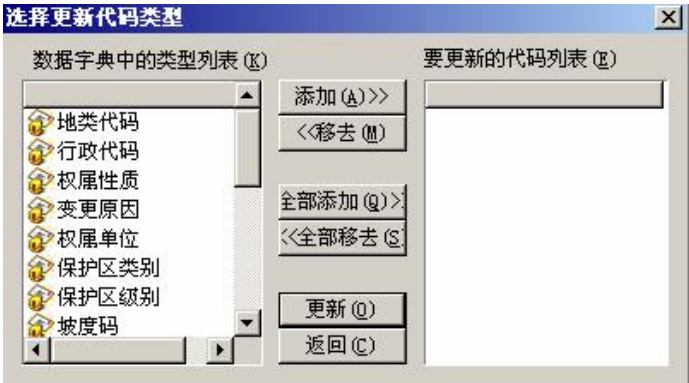 选择更新代码类型
数据字典中的类型列表(K)
要更新的代码列表(E)
地类代码
行政代码
权属性质
变更原因
权属单位
保护区类别
保护区级别
坡度码
添加(A)>>
<<移去(M)
全部添加(Q)>
<<全部移去(S
更新(O)
返回(C)